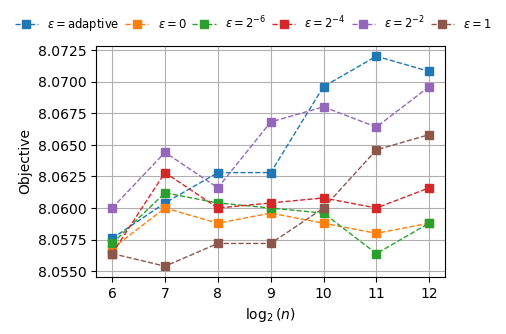 ε = adaptive ε = 0 ε = 2⁻⁶ ε = 2⁻⁴ ε = 2⁻² ε = 1
8.0725
8.0700
8.0675
8.0650
8.0625
8.0600
8.0575
8.0550
Objective
6 7 8 9 10 11 12
log₂(n)